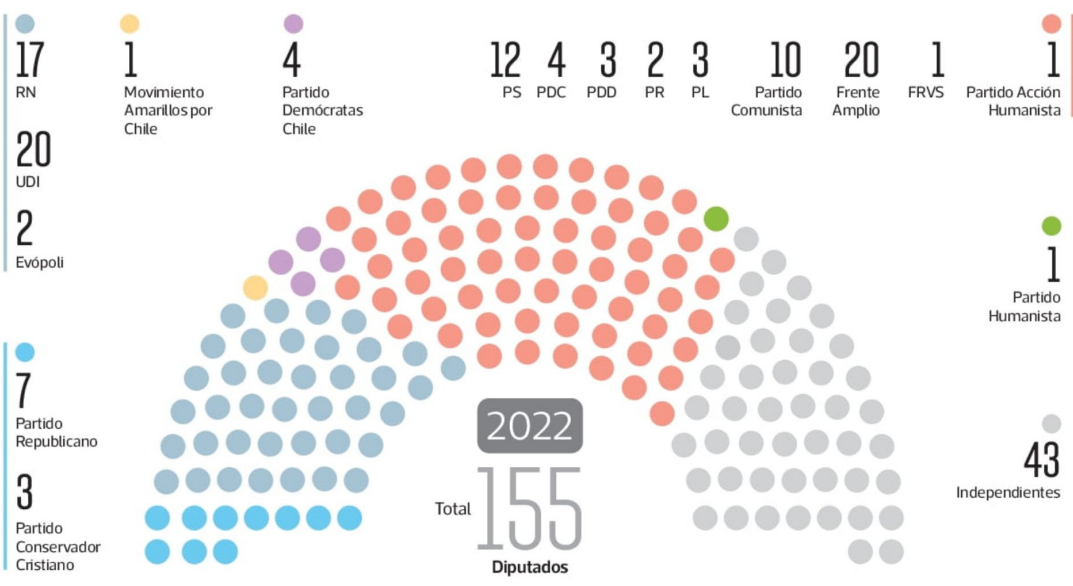 17
RN
20
UDI
2
Evópoli
7
Partido
Republicano
3
Partido
Conservador
Cristiano
1
Movimiento
Amarillos por
Chile
4
Partido
Demócratas
Chile
12
PS
4
PDC
3
PDD
2
PR
3
PL
10
Partido
Comunista
20
Frente
Amplio
1
FRVS
1
Partido Acción
Humanista
1
Partido
Humanista
43
Independientes
2022
Total
155
Diputados